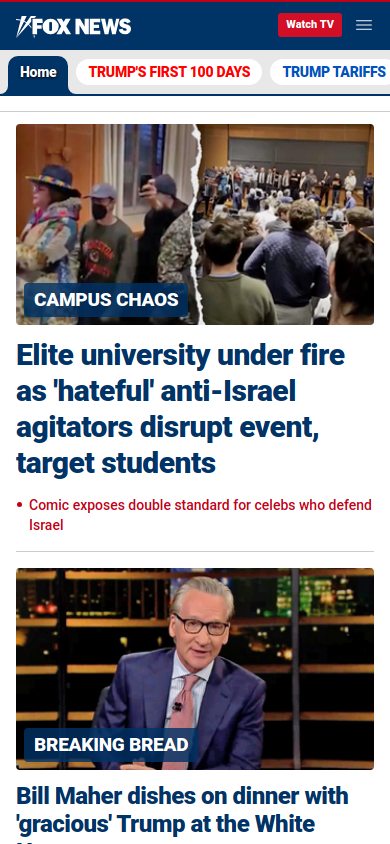 FOX NEWS
Watch TV
Home
TRUMP'S FIRST 100 DAYS
TRUMP TARIFFS
CAMPUS CHAOS
Elite university under fire
as 'hateful' anti-Israel
agitators disrupt event,
target students
Comic exposes double standard for celebs who defend
Israel
BREAKING BREAD
Bill Maher dishes on dinner with
'gracious' Trump at the White